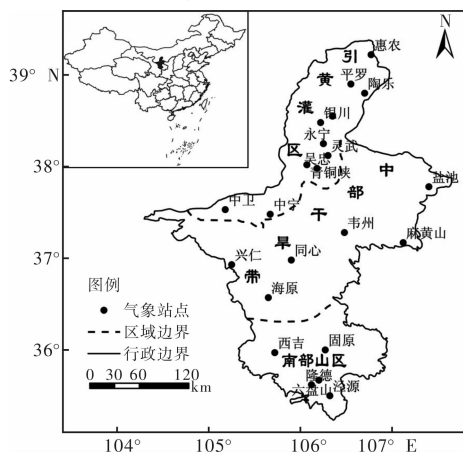 N
39° N
38°
37°
36°
104°
105°
106°
107° E
引黄灌区
中部干旱带
南部山区
惠农
平罗
陶乐
银川
永宁
灵武
吴忠
青铜峡
盐池
中卫
中宁
韦州
麻黄山
兴仁
同心
海原
西吉
固原
隆德
六盘山
泾源
图例
气象站点
区域边界
行政边界
0 30 60 120
km